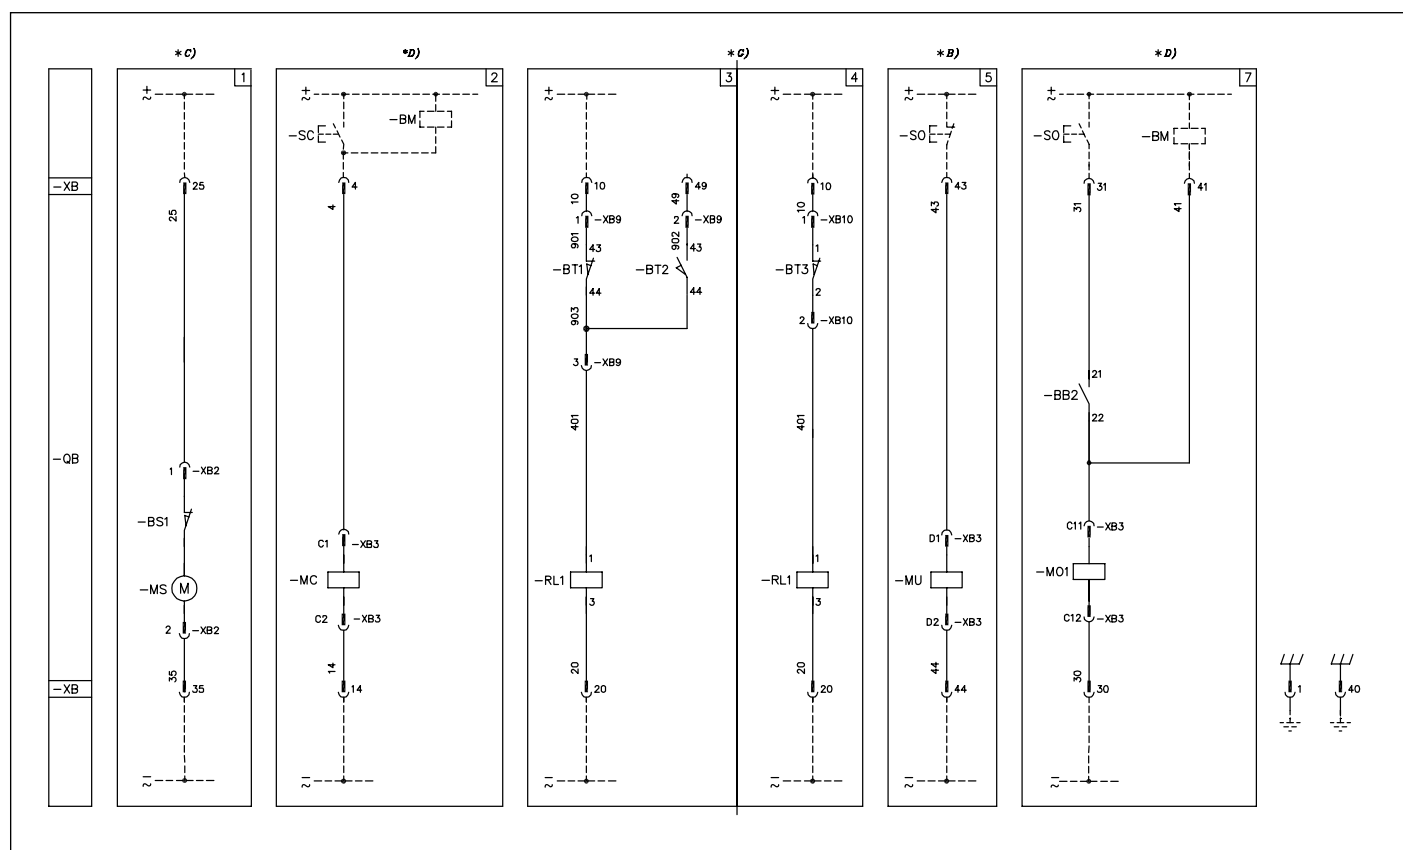 *C) *D) *G) *B) *D)
1 2 3 4 5 7
+ ~ + ~ + ~ + ~ + ~ + ~
-BM
-SC -SO -SO -BM
-XB 25 4 10 49 10 43 31 41
25 4 10 49 10 43 31 41
1 -XB9 2 -XB9 1 -XB10
901 902
43 43 1
-BT1 -BT2 -BT3
44 44 2
903 2 -XB10
3 -XB9
21
-BB2
22
401 401
-QB
1 -XB2
-BS1 C11 -XB3
C1 -XB3 D1 -XB3
1 1
-MS M -MC -RL1 -RL1 -MU -MO1
3 3
2 -XB2 C2 -XB3 D2 -XB3 C12 -XB3
35 14 20 20 44 30
-XB 35 14 20 20 44 30 1 40
- ~ - ~ - ~ - ~ - ~ - ~